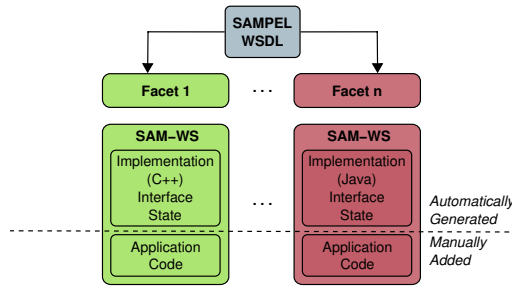 SAMPEL
WSDL
Facet 1
...
Facet n
SAM–WS
Implementation
(C++)
Interface
State
Application
Code
...
SAM–WS
Implementation
(Java)
Interface
State
Application
Code
Automatically
Generated
Manually
Added